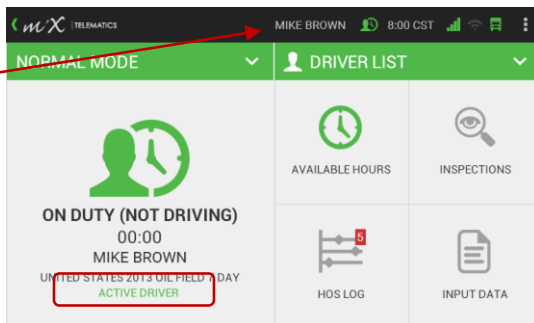 miX TELEMATICS MIKE BROWN 8:00 CST
NORMAL MODE DRIVER LIST
AVAILABLE HOURS INSPECTIONS
ON DUTY (NOT DRIVING)
00:00
MIKE BROWN
UNITED STATES 2013 OIL FIELD 7 DAY
ACTIVE DRIVER
5
HOS LOG INPUT DATA